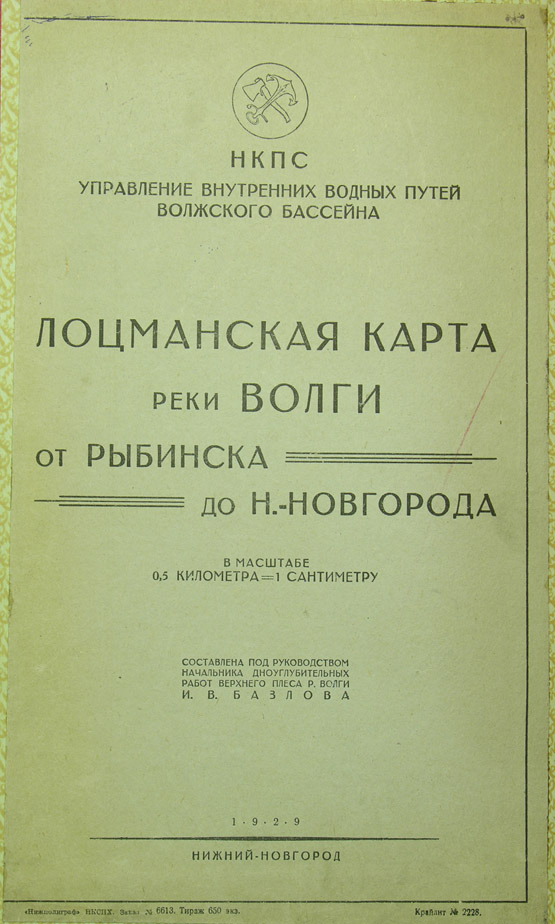 НКПС
УПРАВЛЕНИЕ ВНУТРЕННИХ ВОДНЫХ ПУТЕЙ
ВОЛЖСКОГО БАССЕЙНА
ЛОЦМАНСКАЯ КАРТА
РЕКИ ВОЛГИ
ОТ РЫБИНСКА
ДО Н.-НОВГОРОДА
В МАСШТАБЕ
0,5 КИЛОМЕТРА=1 САНТИМЕТРУ
СОСТАВЛЕНА ПОД РУКОВОДСТВОМ
НАЧАЛЬНИКА ДНОУГЛУБИТЕЛЬНЫХ
РАБОТ ВЕРХНЕГО ПЛЕСА Р. ВОЛГИ
И. В. БАЗЛОВА
1·9·2·9
НИЖНИЙ-НОВГОРОД
«Нижполиграф» Заказ № 6613. Тираж 650 экз. Крайлит № 2228.